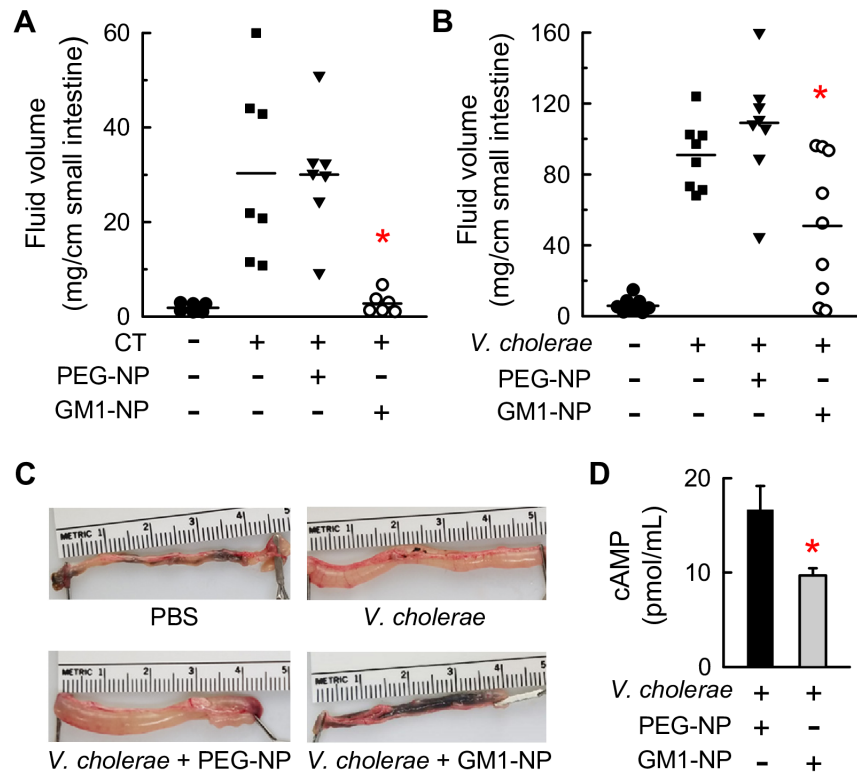 A
Fluid volume
(mg/cm small intestine)
60
40
20
0
*
CT - + + +
PEG-NP - - + -
GM1-NP - - - +
B
Fluid volume
(mg/cm small intestine)
160
120
80
40
0
*
V. cholerae - + + +
PEG-NP - - + -
GM1-NP - - - +
C
METRIC 1 2 3 4 5
PBS
METRIC 1 2 3 4 5
V. cholerae
METRIC 1 2 3 4 5
V. cholerae + PEG-NP
METRIC 1 2 3 4 5
V. cholerae + GM1-NP
D
cAMP
(pmol/mL)
20
10
0
*
V. cholerae + +
PEG-NP + -
GM1-NP - +